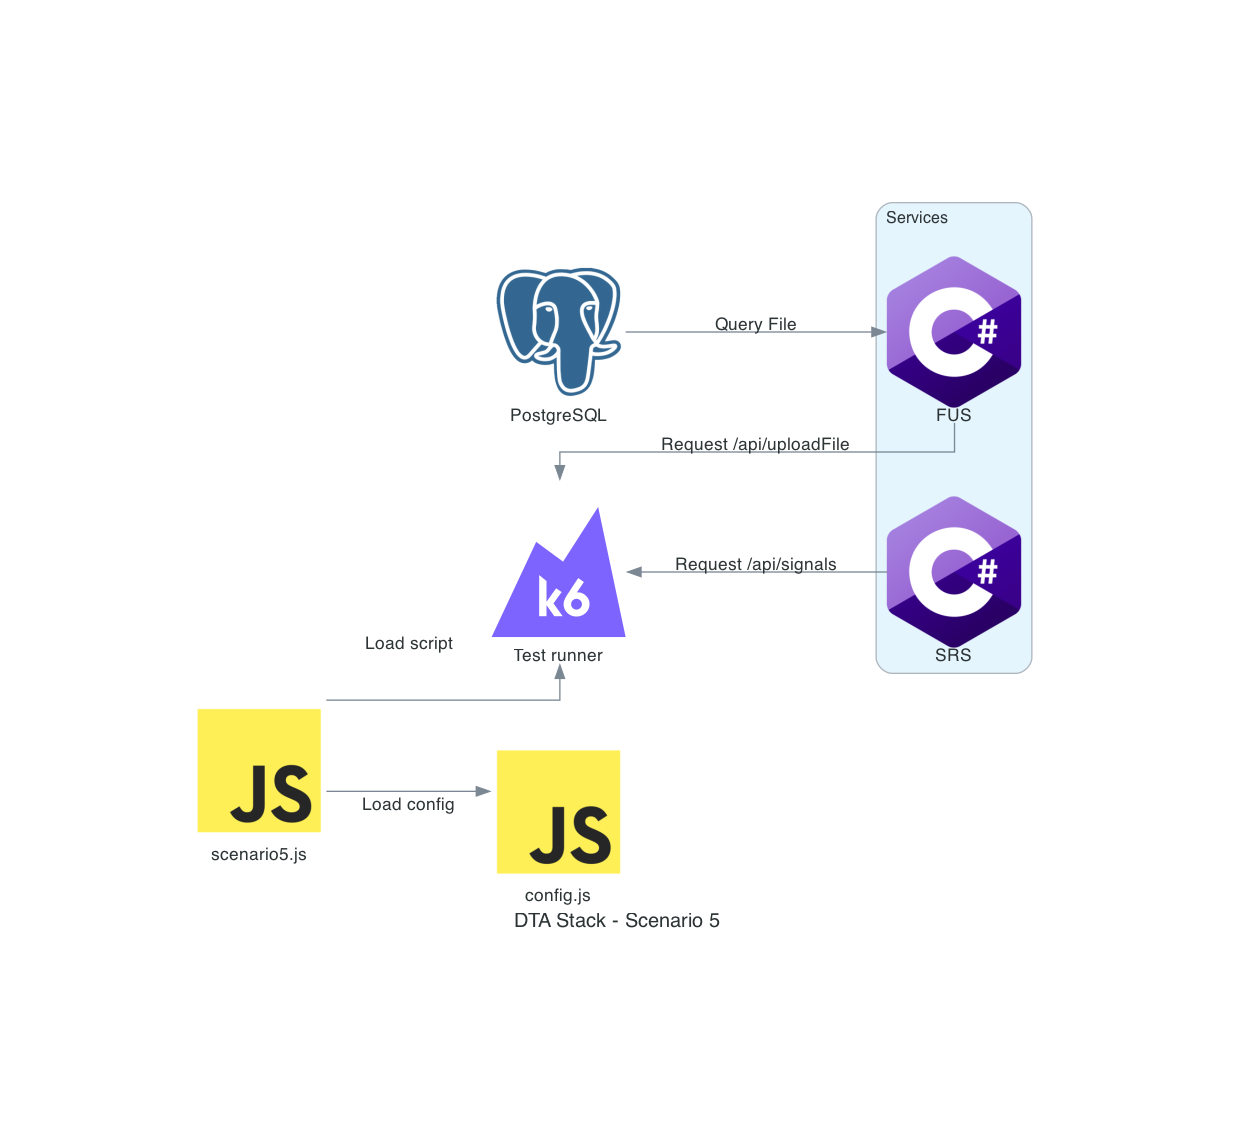 Services
#
Query File
PostgreSQL
FUS
Request /api/uploadFile
#
Request /api/signals
k6
Load script
Test runner
SRS
JS
Load config
JS
scenario5.js
config.js
DTA Stack - Scenario 5